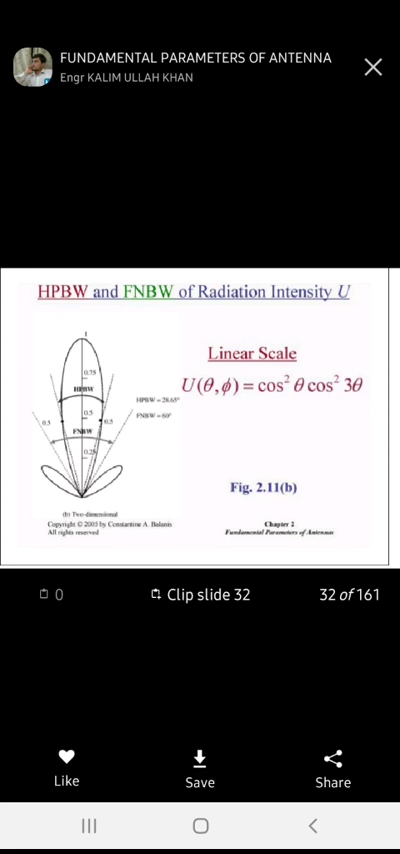 FUNDAMENTAL PARAMETERS OF ANTENNA
Engr KALIM ULLAH KHAN
HPBW and FNBW of Radiation Intensity U
1
0.75
HPBW
0.5
0.5
0.5
FNBW
0.25
HPBW = 28.65°
FNBW = 60°
Linear Scale
U(θ,ϕ) = cos² θ cos² 3θ
Fig. 2.11(b)
(b) Two-dimensional
Copyright © 2003 by Constantine A. Balanis
All rights reserved
Chapter 2
Fundamental Parameters of Antennas
0
Clip slide 32
32 of 161
Like
Save
Share